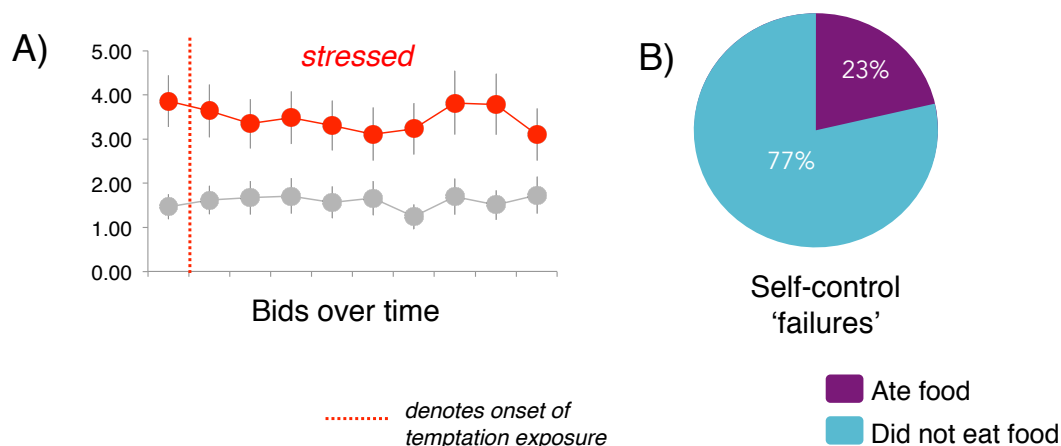 A)
stressed
5.00
4.00
3.00
2.00
1.00
0.00
Bids over time
denotes onset of
temptation exposure
B)
23%
77%
Self-control
'failures'
Ate food
Did not eat food